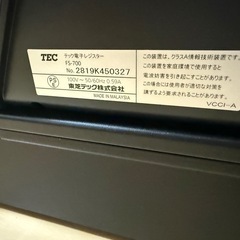 TEC
テック電子レジスター
FS-700
No.2819K450327
100V～50/60Hz 0.59A
東芝テック株式会社
MADE IN MALAYSIA
この装置は、クラスA情報技術装置です。
この装置を家庭環境で使用すると
電波妨害を引き起こすことがあります。
この場合には使用者が適切な対策を講ず
るよう要求されることがあります。
VCCI-A